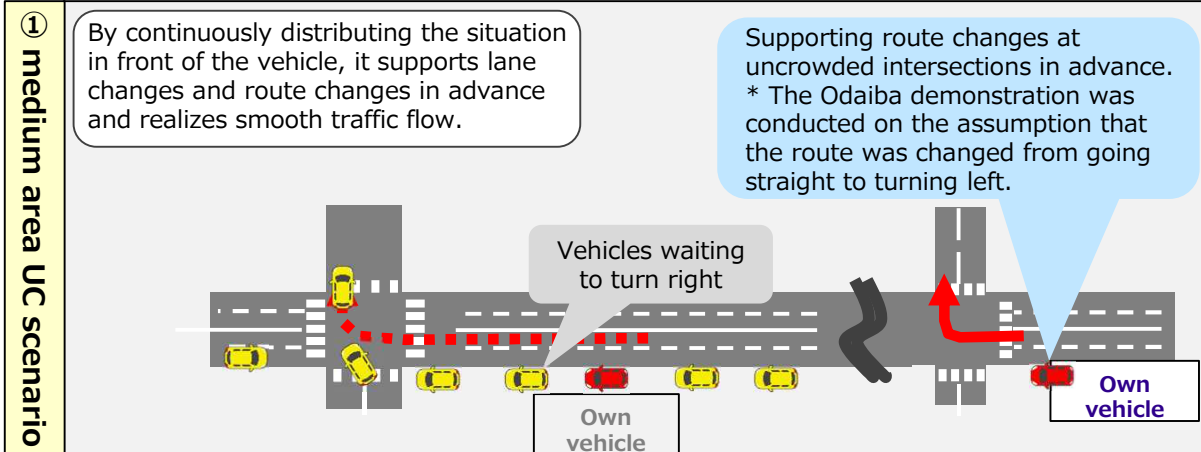 ① medium area UC scenario
By continuously distributing the situation
in front of the vehicle, it supports lane
changes and route changes in advance
and realizes smooth traffic flow.
Supporting route changes at
uncrowded intersections in advance.
* The Odaiba demonstration was
conducted on the assumption that
the route was changed from going
straight to turning left.
Vehicles waiting
to turn right
Own
vehicle
Own
vehicle